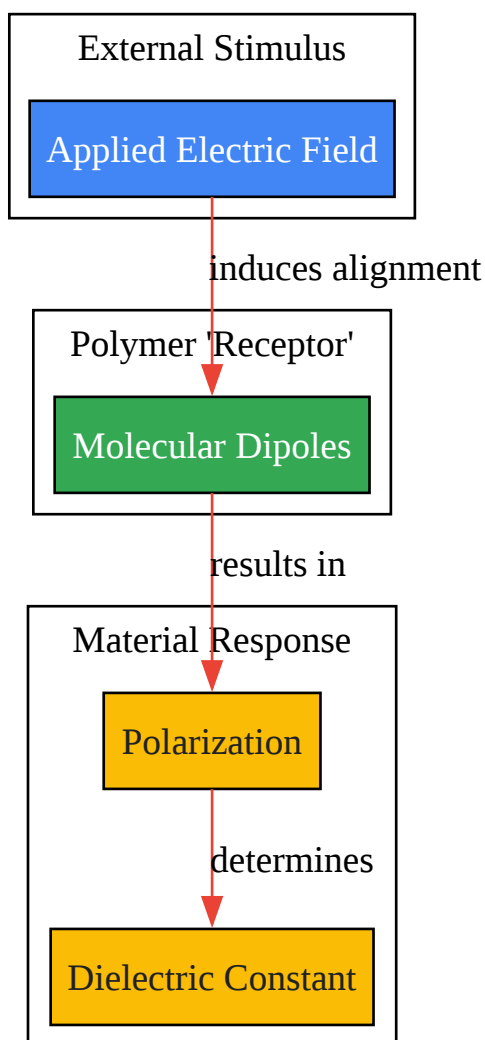 External Stimulus
Applied Electric Field
induces alignment
Polymer 'Receptor'
Molecular Dipoles
results in
Material Response
Polarization
determines
Dielectric Constant